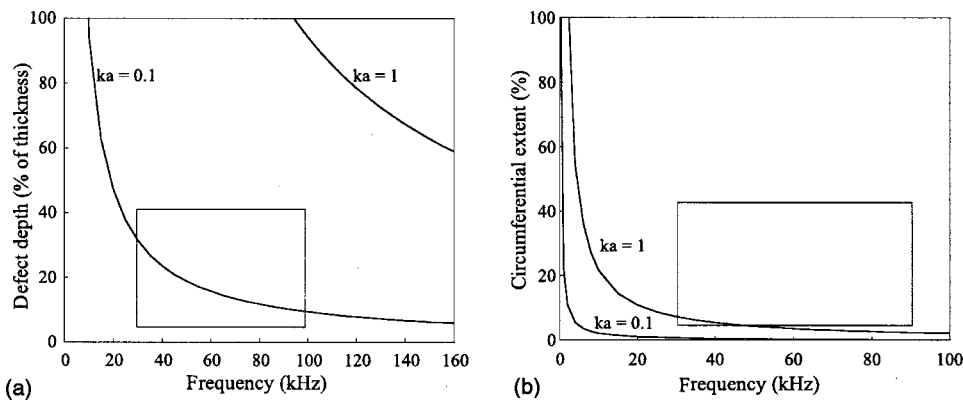 100
80
60
40
20
0
Defect depth (% of thickness)
ka = 0.1
ka = 1
0 20 40 60 80 100 120 140 160
Frequency (kHz)
(a)
100
80
60
40
20
0
Circumferential extent (%)
ka = 1
ka = 0.1
0 20 40 60 80 100
Frequency (kHz)
(b)